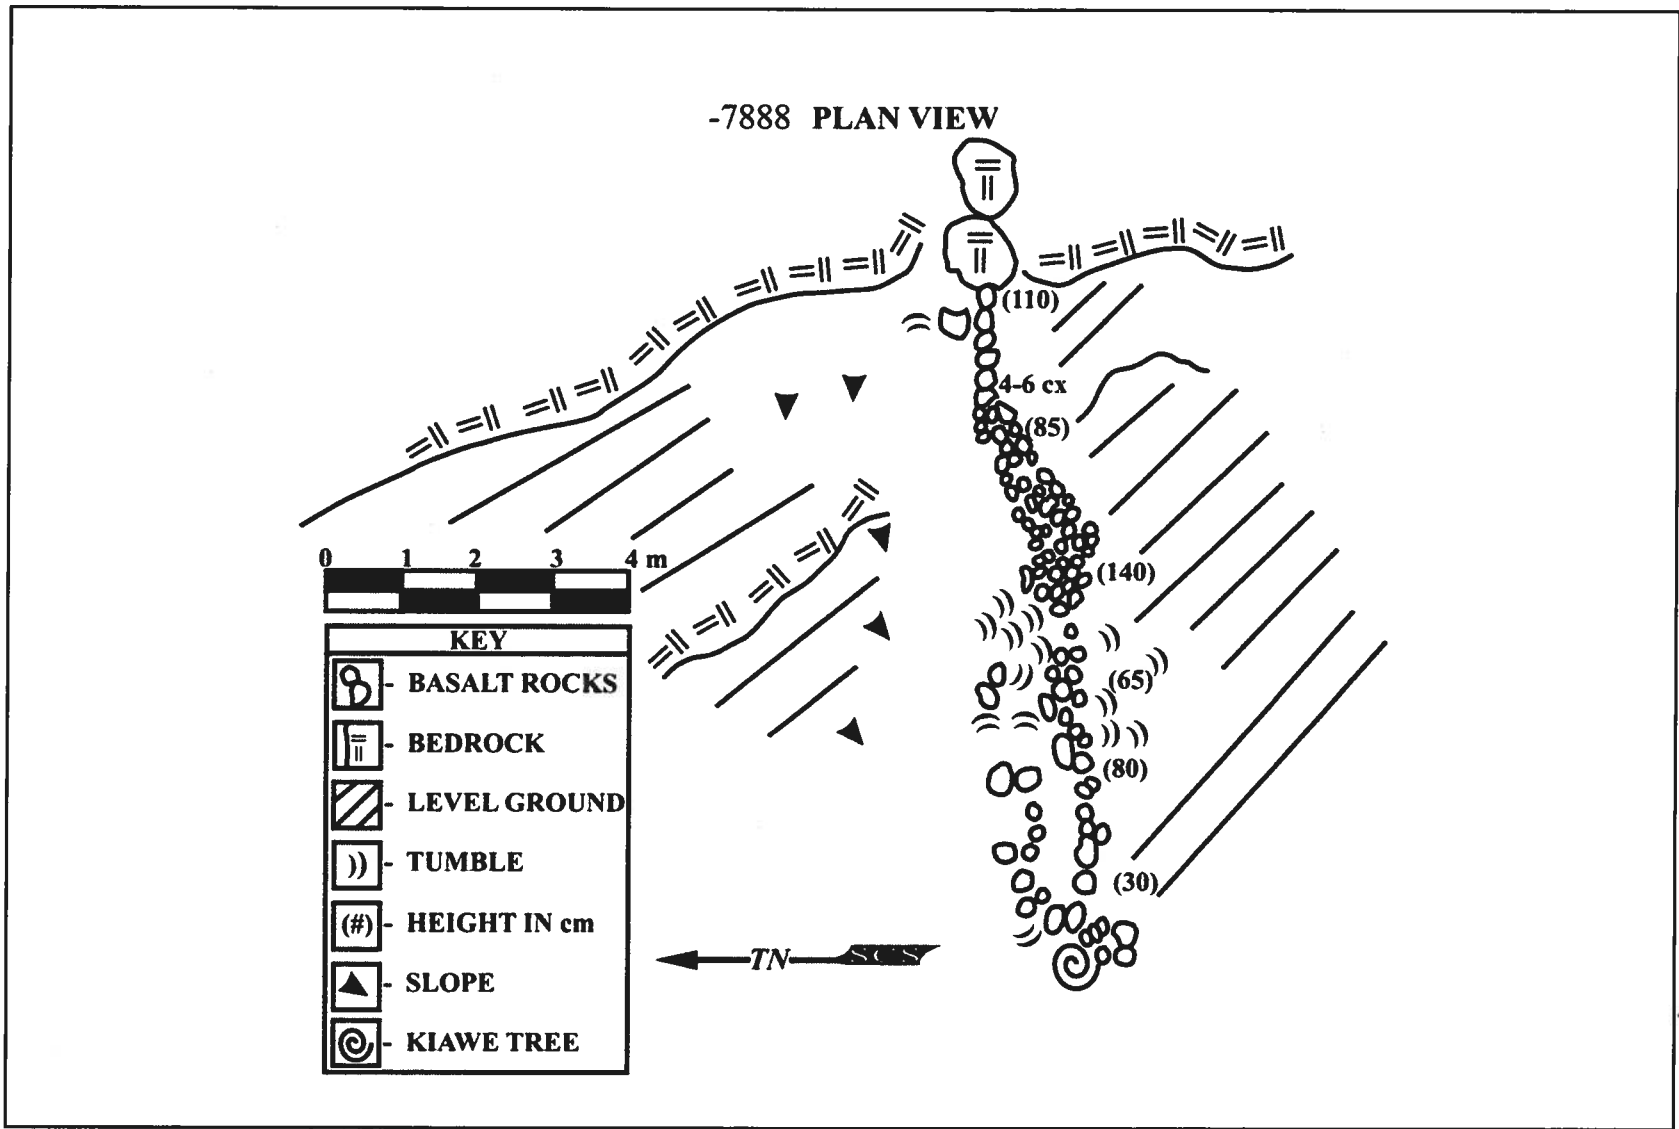 -7888 PLAN VIEW
(110)
4-6 cx
(85)
0 1 2 3 4 m
(140)
KEY
BASALT ROCKS
(65)
- BEDROCK
(80)
- LEVEL GROUND
- TUMBLE
(30)
(#) - HEIGHT IN cm
TN SCS
- SLOPE
- KIAWE TREE